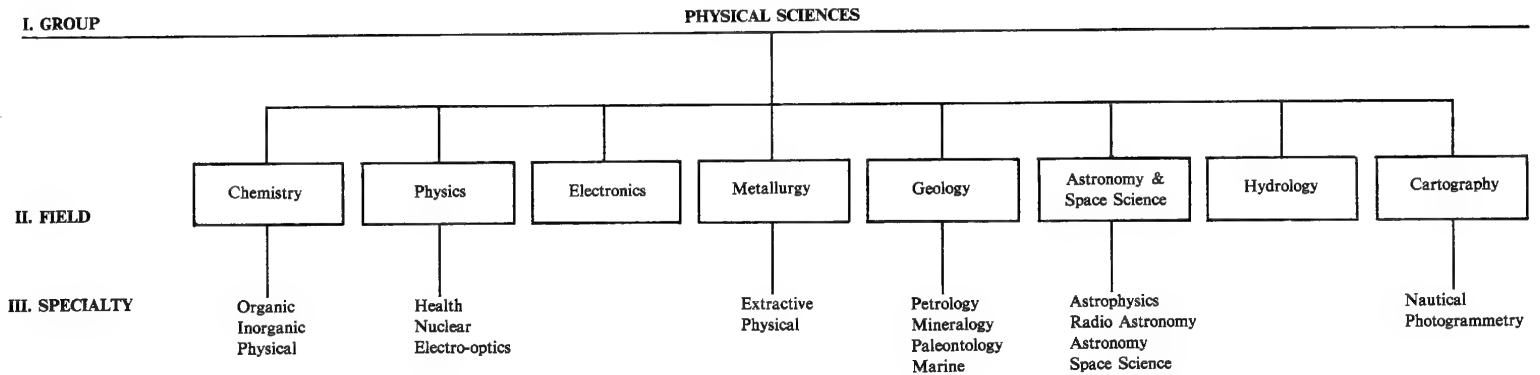 I. GROUP
PHYSICAL SCIENCES
II. FIELD
Chemistry
Physics
Electronics
Metallurgy
Geology
Astronomy &
Space Science
Hydrology
Cartography
III. SPECIALTY
Organic
Inorganic
Physical
Health
Nuclear
Electro-optics
Extractive
Physical
Petrology
Mineralogy
Paleontology
Marine
Astrophysics
Radio Astronomy
Astronomy
Space Science
Nautical
Photogrammetry